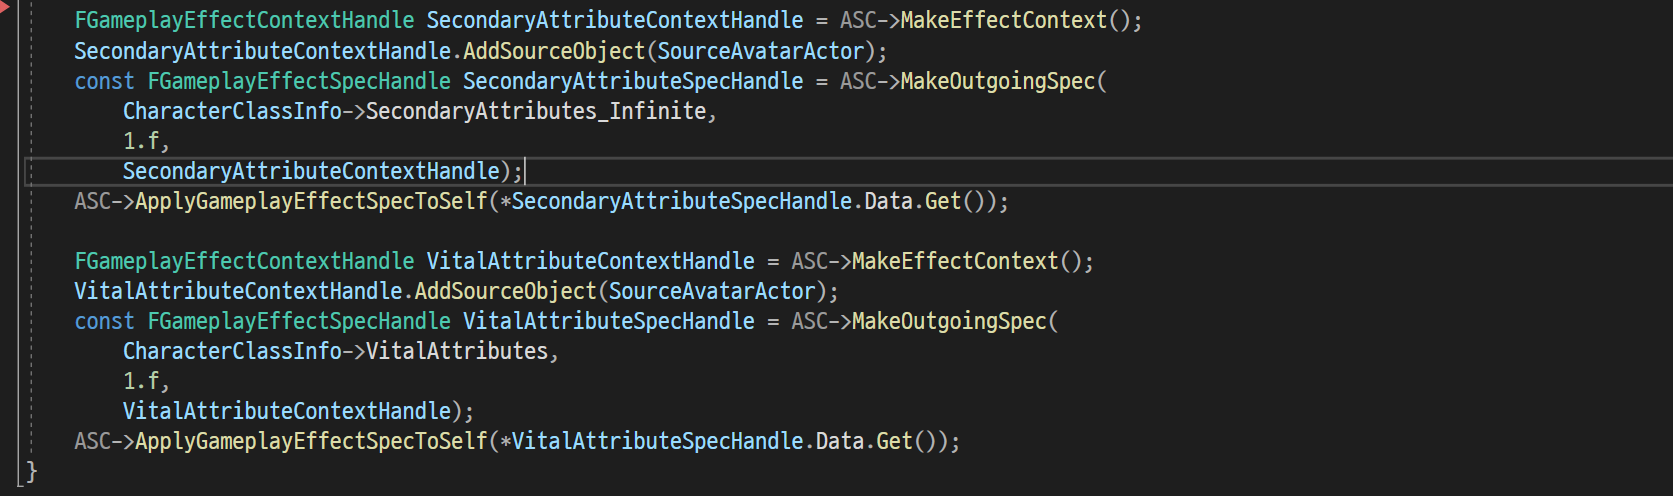 FGameplayEffectContextHandle SecondaryAttributeContextHandle = ASC->MakeEffectContext();
SecondaryAttributeContextHandle.AddSourceObject(SourceAvatarActor);
const FGameplayEffectSpecHandle SecondaryAttributeSpecHandle = ASC->MakeOutgoingSpec(
CharacterClassInfo->SecondaryAttributes_Infinite,
1.f,
SecondaryAttributeContextHandle);
ASC->ApplyGameplayEffectSpecToSelf(*SecondaryAttributeSpecHandle.Data.Get());
FGameplayEffectContextHandle VitalAttributeContextHandle = ASC->MakeEffectContext();
VitalAttributeContextHandle.AddSourceObject(SourceAvatarActor);
const FGameplayEffectSpecHandle VitalAttributeSpecHandle = ASC->MakeOutgoingSpec(
CharacterClassInfo->VitalAttributes,
1.f,
VitalAttributeContextHandle);
ASC->ApplyGameplayEffectSpecToSelf(*VitalAttributeSpecHandle.Data.Get());
}